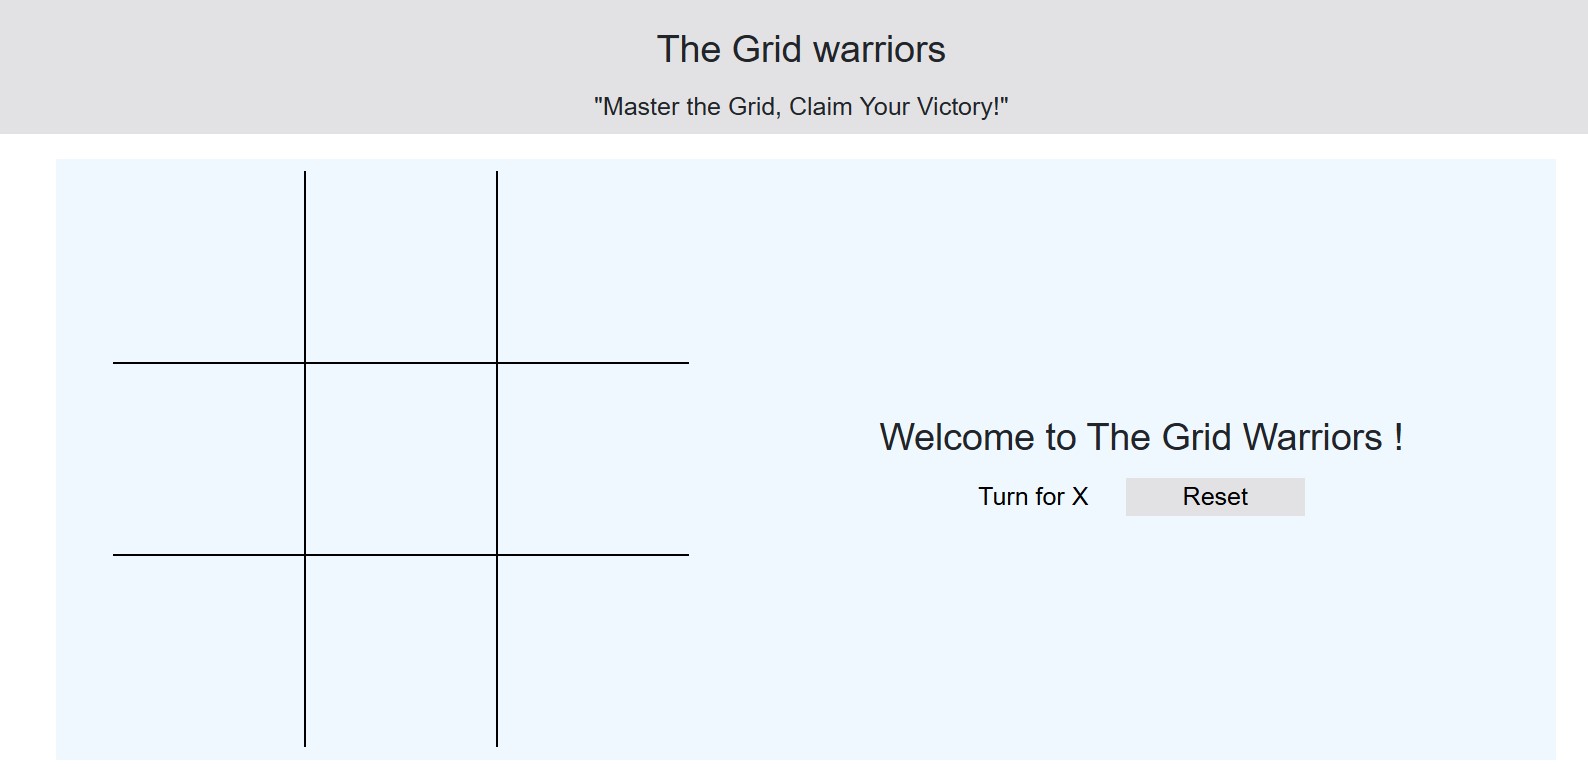 The Grid warriors
"Master the Grid, Claim Your Victory!"
Welcome to The Grid Warriors !
Turn for X
Reset